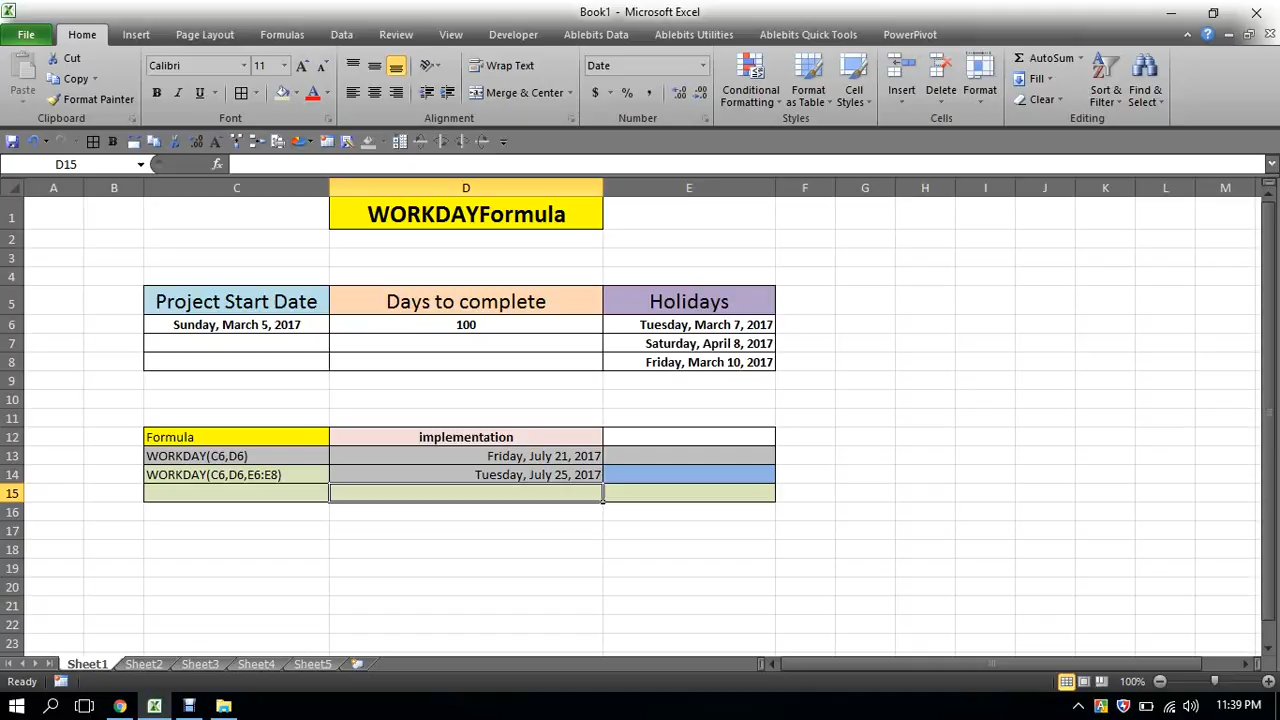 Book1 - Microsoft Excel
File Home Insert Page Layout Formulas Data Review View Developer Ablebits Data Ablebits Utilities Ablebits Quick Tools PowerPivot
Paste
Cut
Copy
Format Painter
Clipboard
Calibri 11
B I U
Font
Wrap Text
Merge & Center
Alignment
Date
$ % ,
Number
Conditional Formatting
Format as Table
Cell Styles
Styles
Insert Delete Format
Cells
AutoSum
Fill
Clear
Sort & Filter
Find & Select
Editing
D15 fx
A B C D E F G H I J K L M
1 WORKDAYFormula
2
3
4
5 Project Start Date Days to complete Holidays
6 Sunday, March 5, 2017 100 Tuesday, March 7, 2017
7 Saturday, April 8, 2017
8 Friday, March 10, 2017
9
10
11
12 Formula implementation
13 WORKDAY(C6,D6) Friday, July 21, 2017
14 WORKDAY(C6,D6,E6:E8) Tuesday, July 25, 2017
15
16
17
18
19
20
21
22
23
Sheet1 Sheet2 Sheet3 Sheet4 Sheet5
Ready 100%
11:39 PM